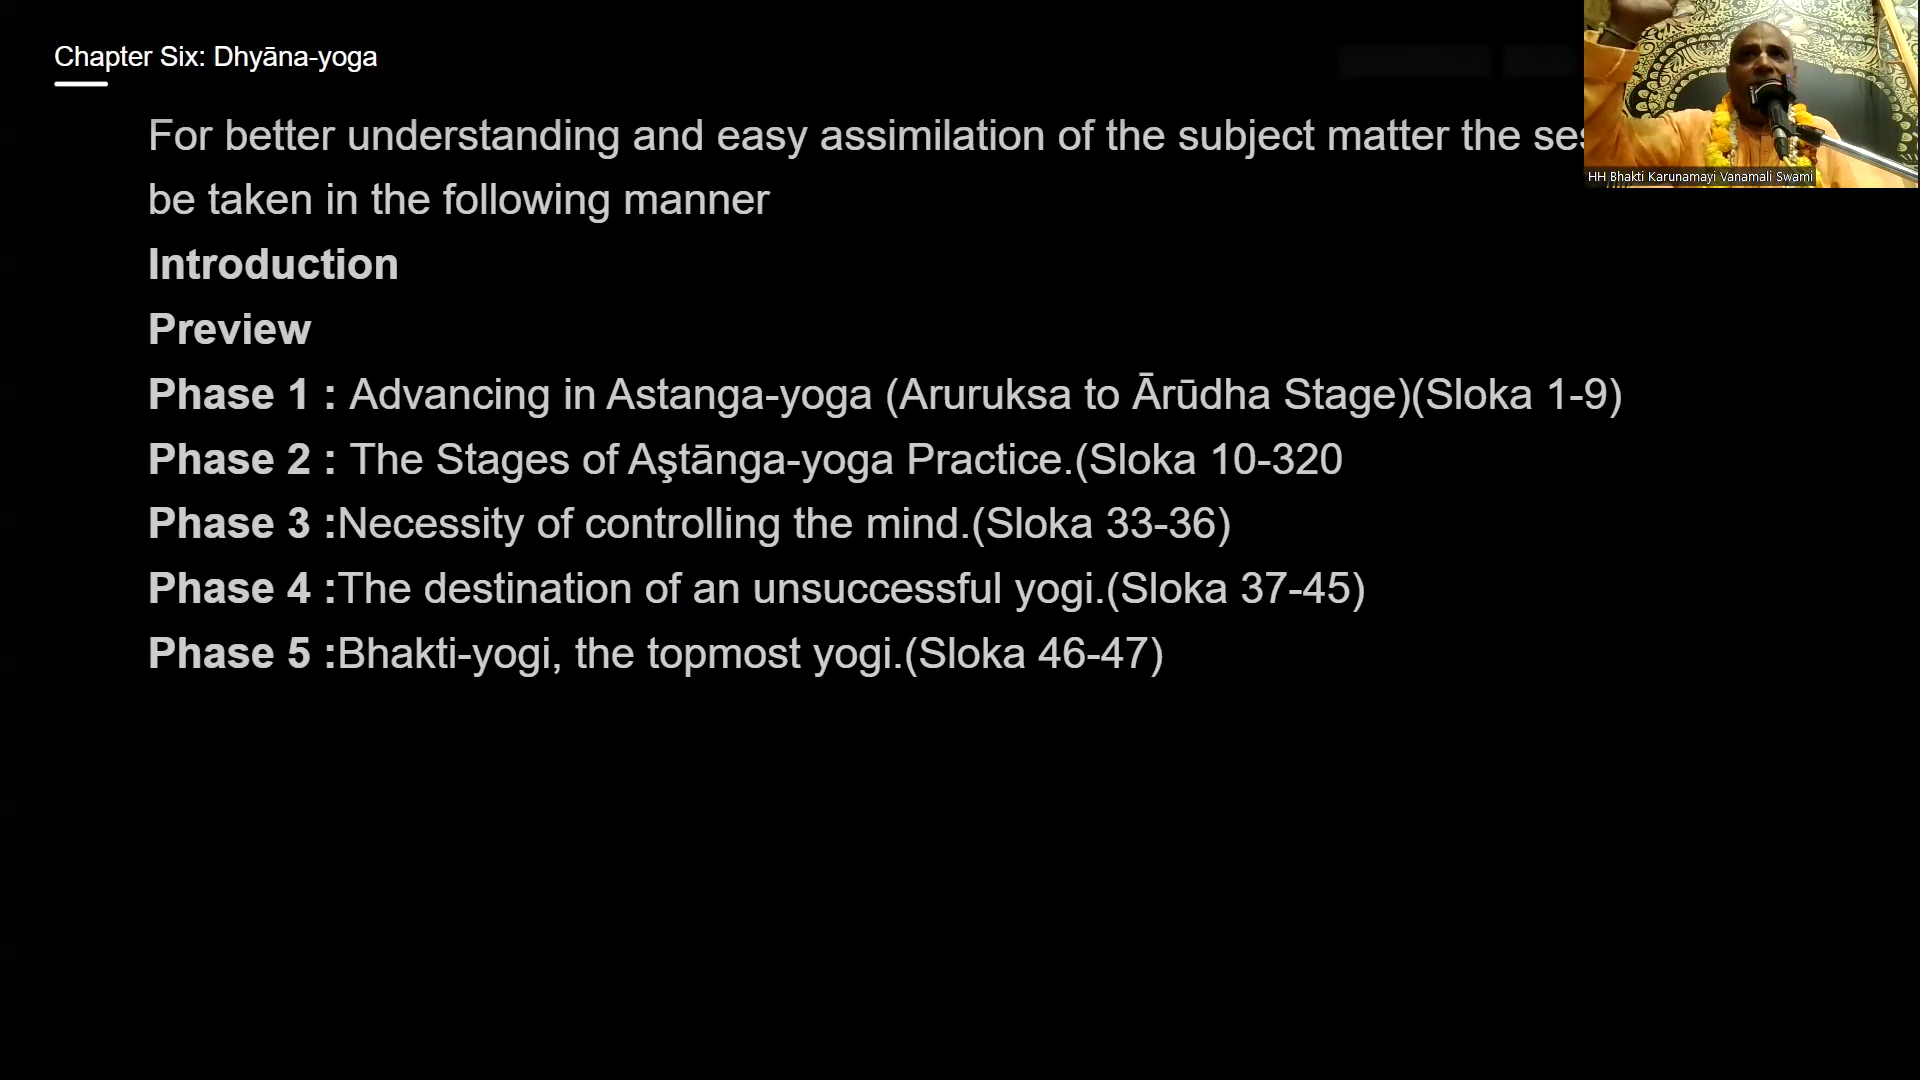 Chapter Six: Dhyāna-yoga
For better understanding and easy assimilation of the subject matter the
be taken in the following manner
Introduction
Preview
Phase 1 : Advancing in Astanga-yoga (Aruruksa to Ārūdha Stage)(Sloka 1-9)
Phase 2 : The Stages of Aştānga-yoga Practice.(Sloka 10-320
Phase 3 :Necessity of controlling the mind.(Sloka 33-36)
Phase 4 :The destination of an unsuccessful yogi.(Sloka 37-45)
Phase 5 :Bhakti-yogi, the topmost yogi.(Sloka 46-47)
HH Bhakti Karunamayi Vanamali Swami